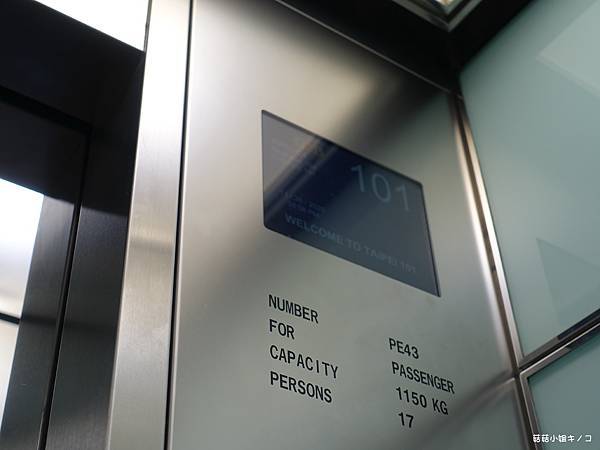 101
WELCOME TO TAIPEI 101
NUMBER PE43
FOR PASSENGER
CAPACITY 1150 KG
PERSONS 17
菇菇小姐キノコ